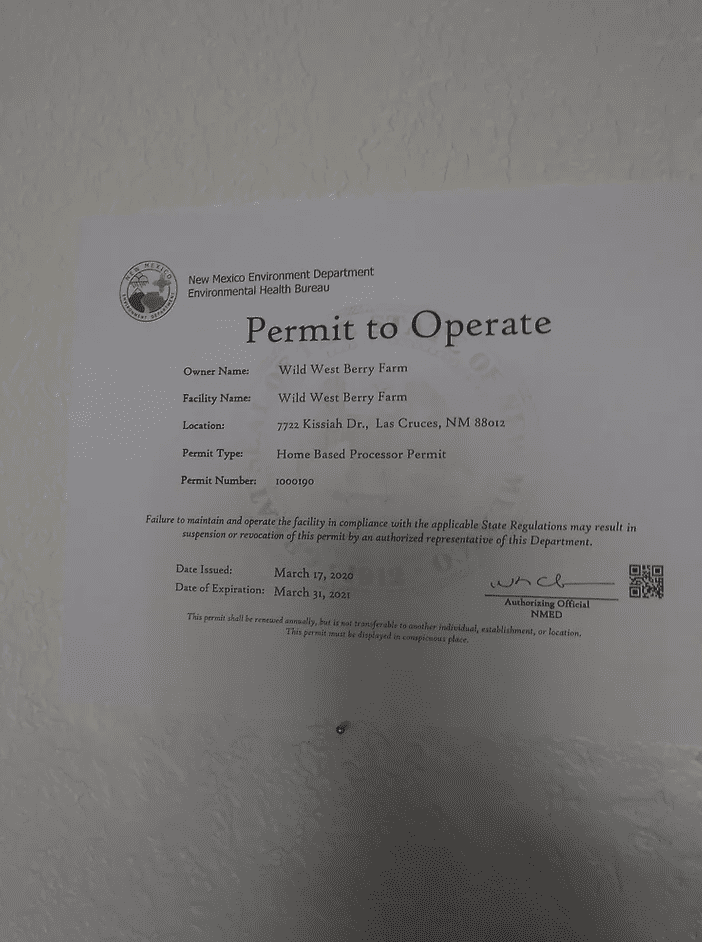 NEW MEXICO
ENVIRONMENT DEPARTMENT
New Mexico Environment Department
Environmental Health Bureau
Permit to Operate
Owner Name: Wild West Berry Farm
Facility Name: Wild West Berry Farm
Location: 7722 Kissiah Dr., Las Cruces, NM 88012
Permit Type: Home Based Processor Permit
Permit Number: 1000190
Failure to maintain and operate the facility in compliance with the applicable State Regulations may result in
suspension or revocation of this permit by an authorized representative of this Department.
Date Issued: March 17, 2020
Date of Expiration: March 31, 2021
Authorizing Official
NMED
This permit shall be renewed annually, but is not transferable to another individual, establishment, or location.
This permit must be displayed in conspicuous place.